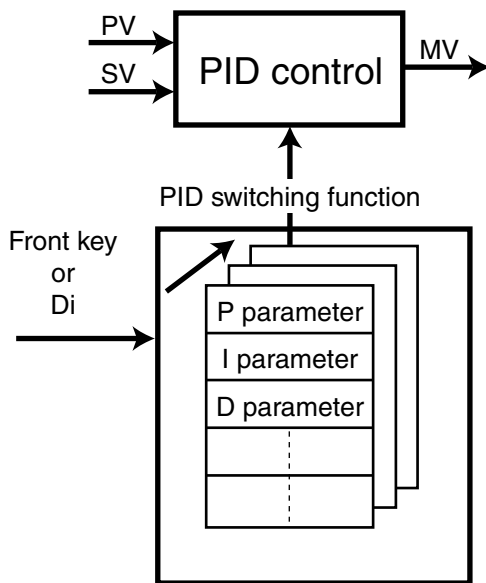 PV
SV
PID control
MV
PID switching function
Front key
or
Di
P parameter
I parameter
D parameter